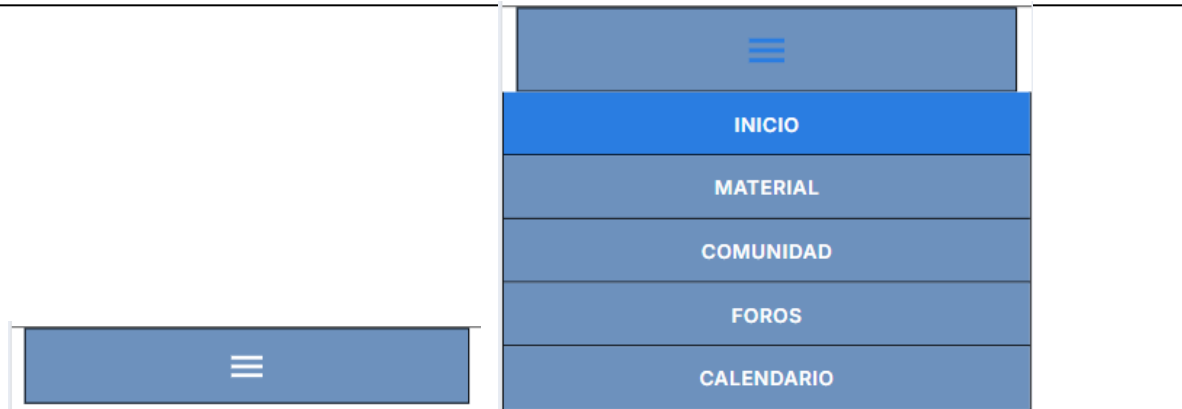 INICIO
MATERIAL
COMUNIDAD
FOROS
CALENDARIO